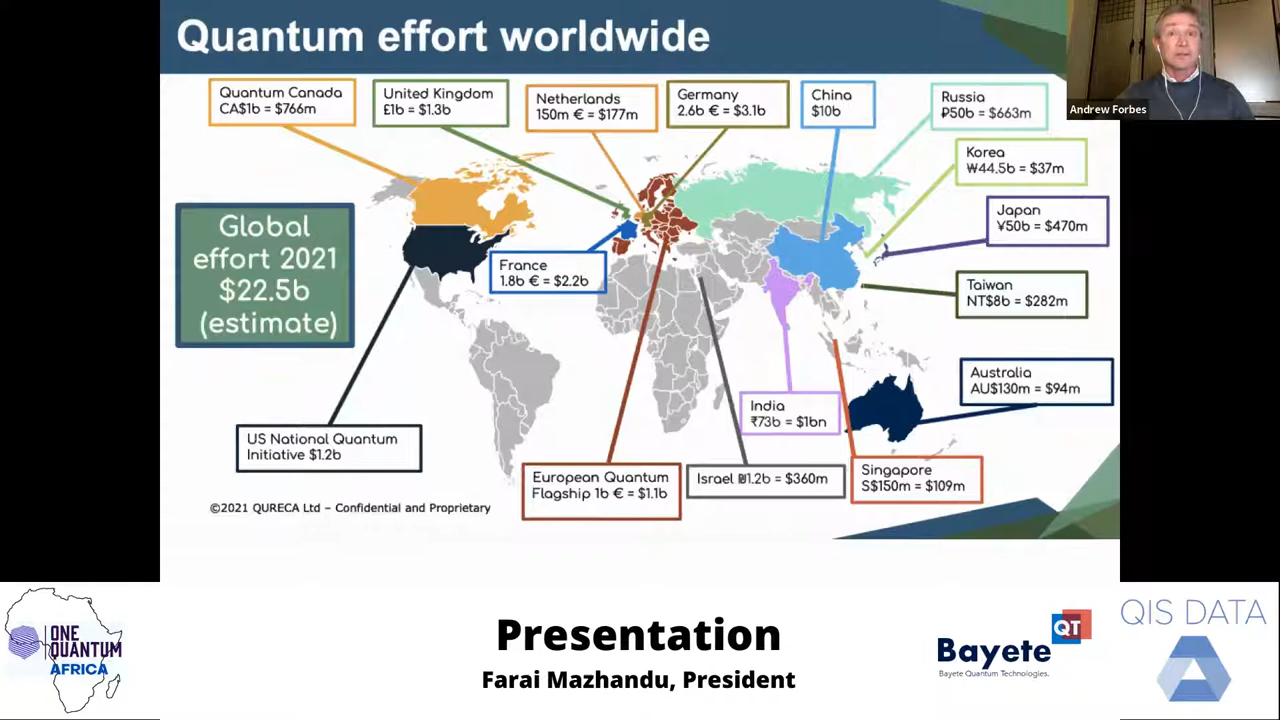 Quantum effort worldwide
Andrew Forbes
Quantum Canada
CA$1b = $766m
United Kingdom
£1b = $1.3b
Netherlands
150m € = $177m
Germany
2.6b € = $3.1b
China
$10b
Russia
₽50b = $663m
Korea
₩44.5b = $37m
Japan
¥50b = $470m
Global
effort 2021
$22.5b
(estimate)
France
1.8b € = $2.2b
Taiwan
NT$8b = $282m
Australia
AU$130m = $94m
India
₹73b = $1bn
US National Quantum
Initiative $1.2b
European Quantum
Flagship 1b € = $1.1b
Israel ₪1.2b = $360m
Singapore
S$150m = $109m
©2021 QURECA Ltd – Confidential and Proprietary
ONE
QUANTUM
AFRICA
Presentation
Farai Mazhandu, President
QT
Bayete
Bayete Quantum Technologies.
QIS DATA